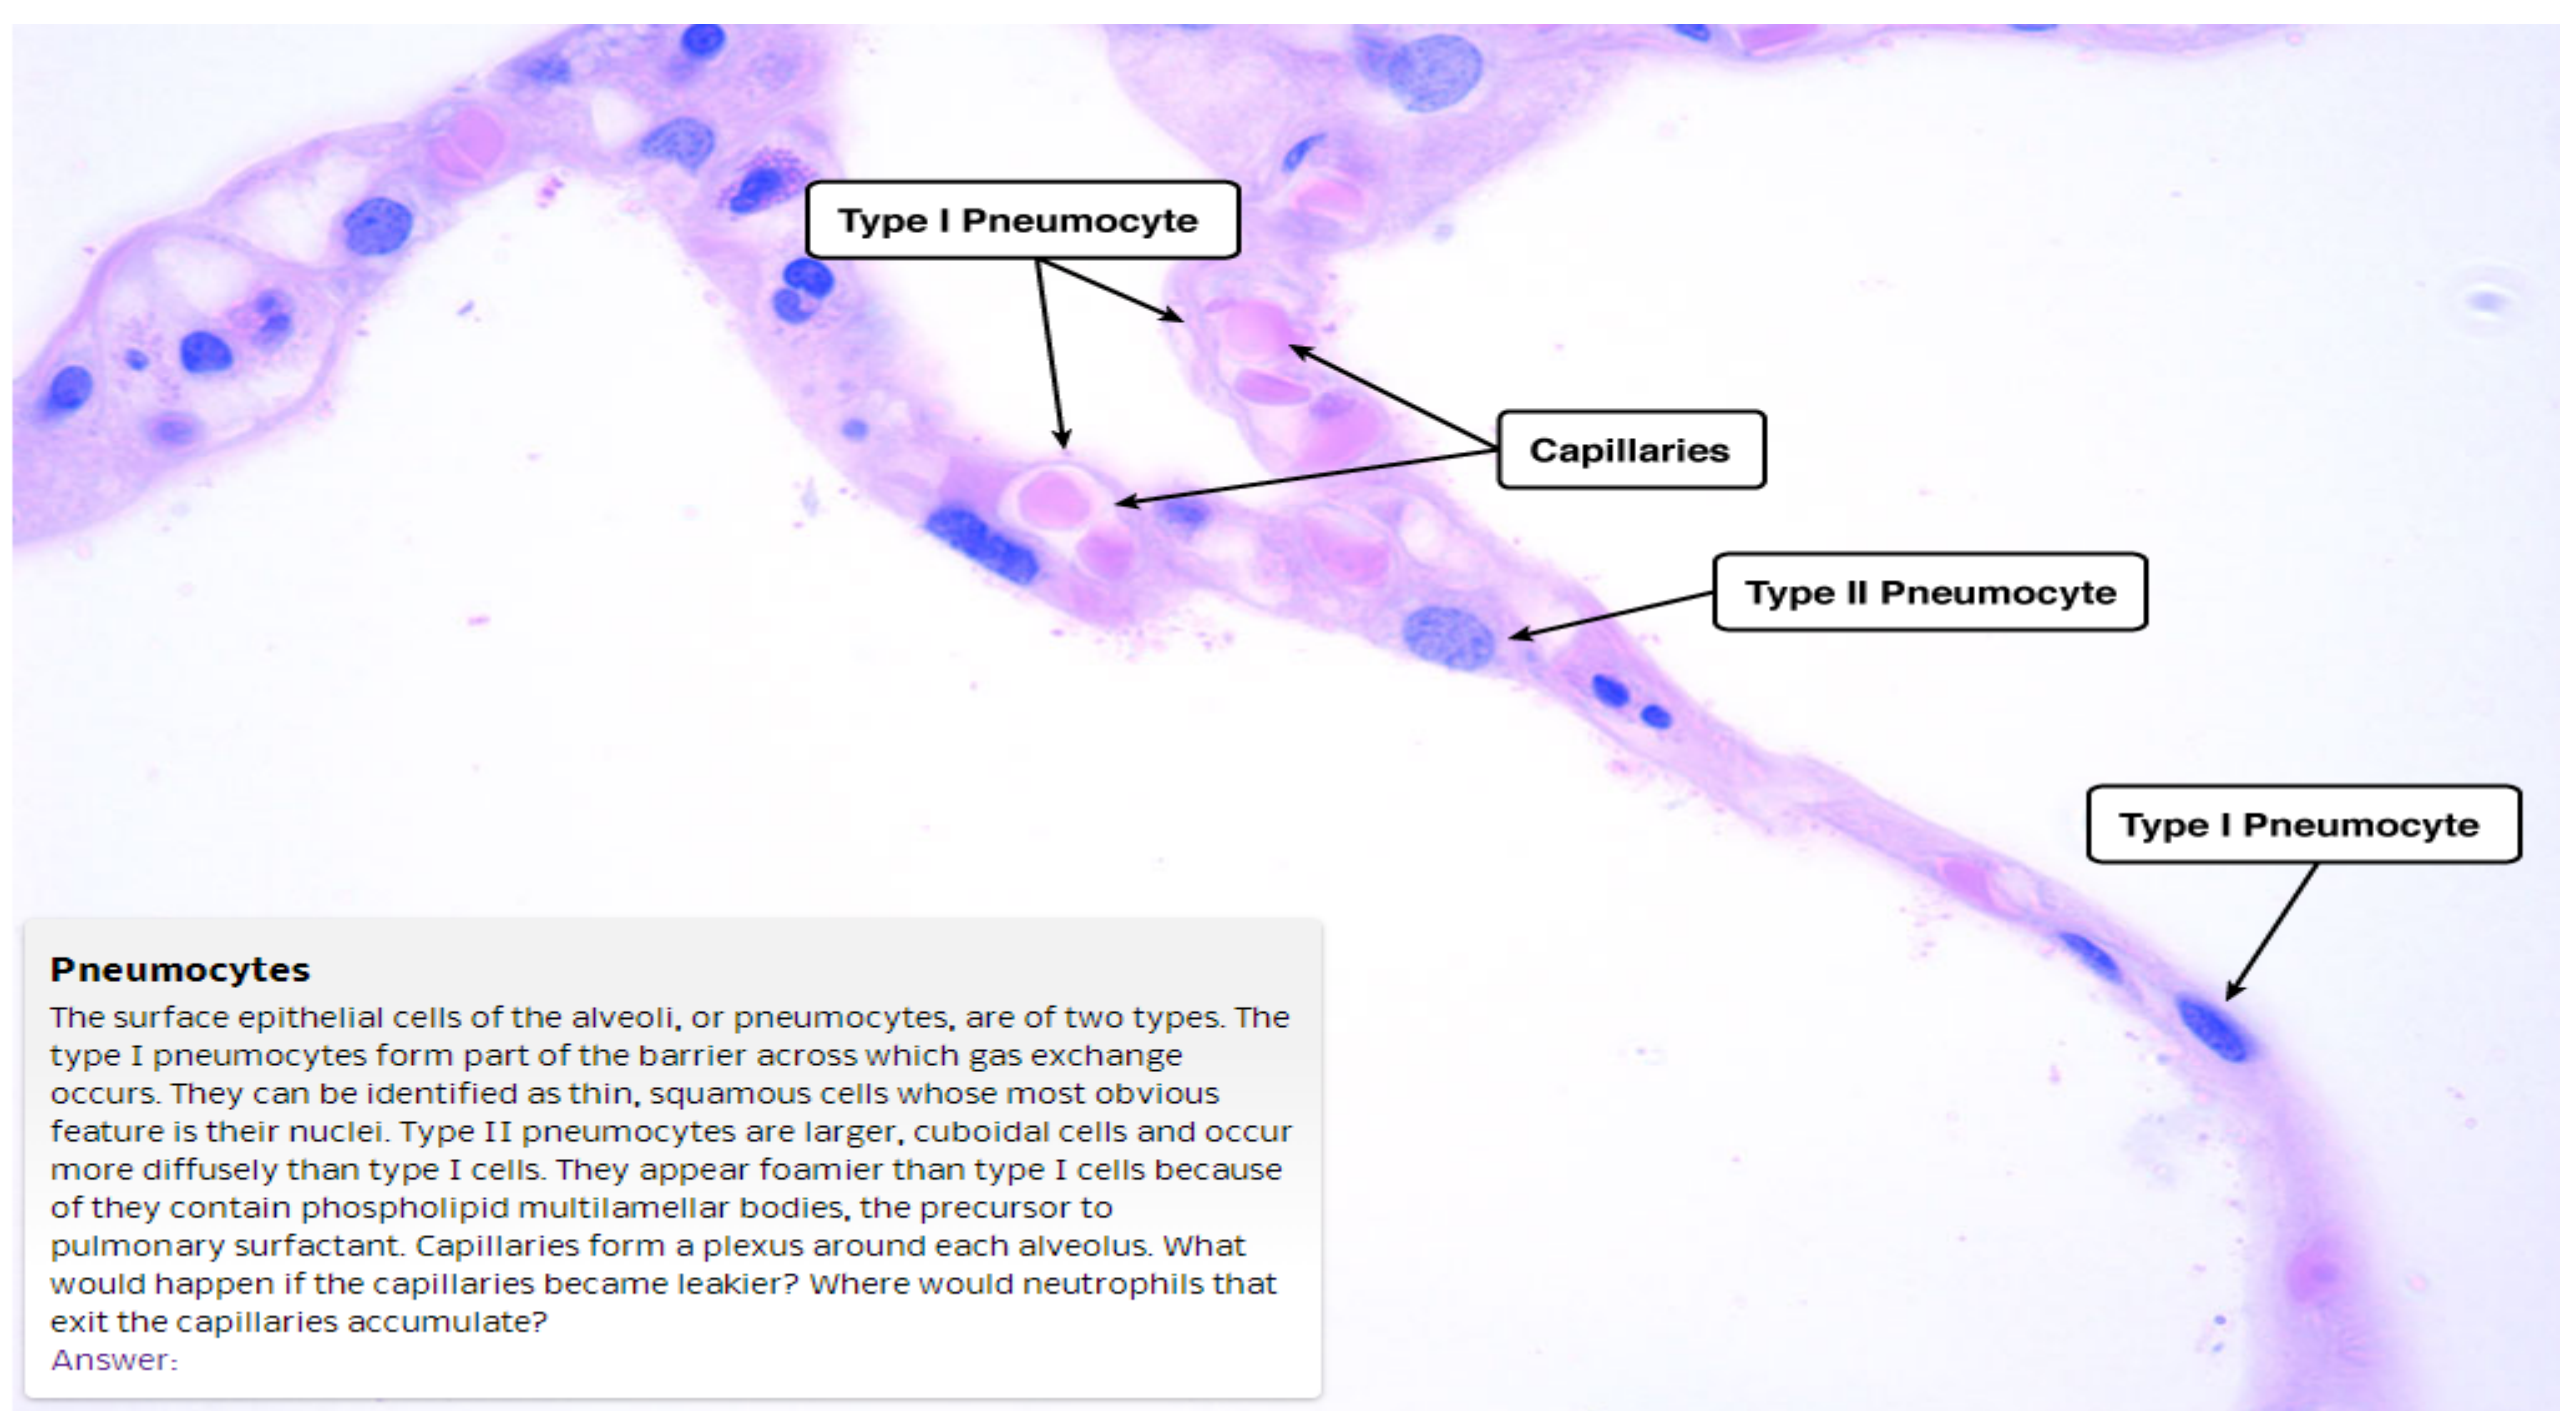 Type I Pneumocyte
Capillaries
Type II Pneumocyte
Type I Pneumocyte
Pneumocytes
The surface epithelial cells of the alveoli, or pneumocytes, are of two types. The
type I pneumocytes form part of the barrier across which gas exchange
occurs. They can be identified as thin, squamous cells whose most obvious
feature is their nuclei. Type II pneumocytes are larger, cuboidal cells and occur
more diffusely than type I cells. They appear foamier than type I cells because
of they contain phospholipid multilamellar bodies, the precursor to
pulmonary surfactant. Capillaries form a plexus around each alveolus. What
would happen if the capillaries became leakier? Where would neutrophils that
exit the capillaries accumulate?
Answer: